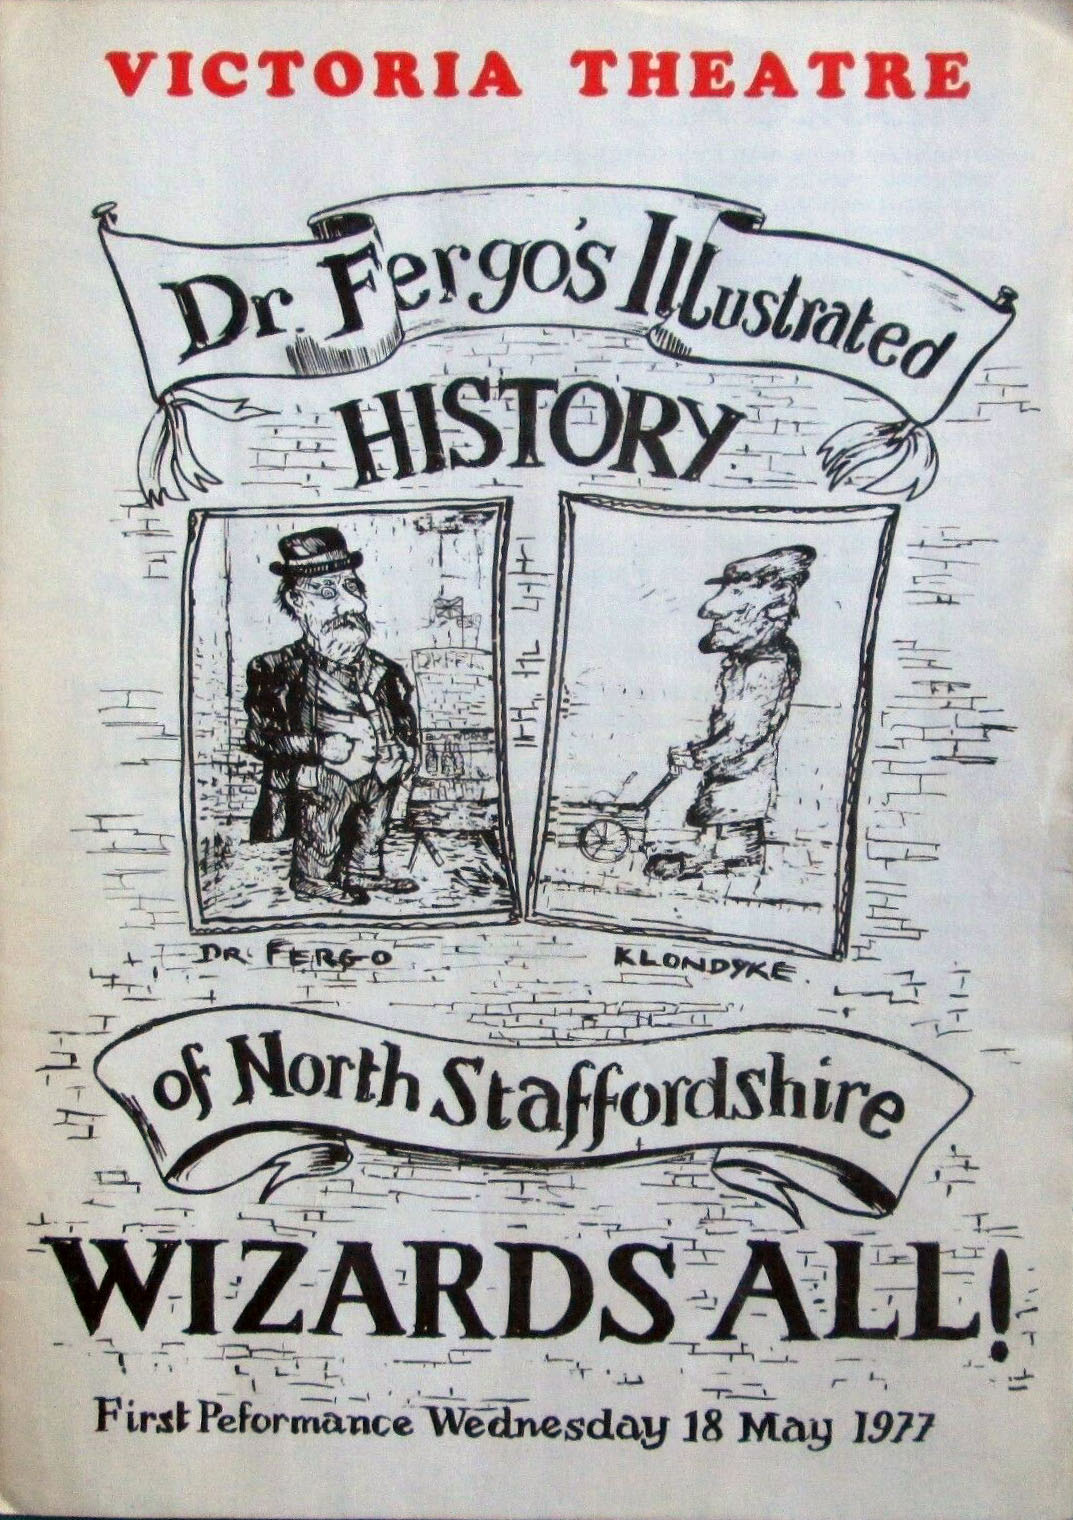 VICTORIA THEATRE
Dr. Fergo's Illustrated
HISTORY
DR. FERGO
KLONDYKE.
of North Staffordshire
WIZARDS ALL!
First Peformance Wednesday 18 May 1977